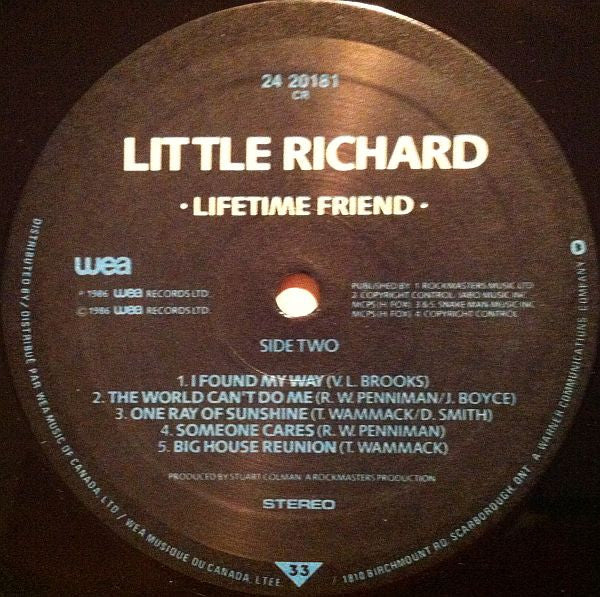 24 20181
CR
LITTLE RICHARD
· LIFETIME FRIEND ·
wea
℗ 1986 wea RECORDS LTD.
© 1986 wea RECORDS LTD.
PUBLISHED BY: 1. ROCKMASTERS MUSIC LTD
2. COPYRIGHT CONTROL/JABO MUSIC INC
MCPS(H. FOX). 3&5. SNAKE MAN-MUSIC INC
MCPS(H. FOX). 4. COPYRIGHT CONTROL
SIDE TWO
1. I FOUND MY WAY (V. L. BROOKS)
2. THE WORLD CAN'T DO ME (R. W. PENNIMAN/J. BOYCE)
3. ONE RAY OF SUNSHINE (T. WAMMACK/D. SMITH)
4. SOMEONE CARES (R. W. PENNIMAN)
5. BIG HOUSE REUNION (T. WAMMACK)
PRODUCED BY STUART COLMAN. A ROCKMASTERS PRODUCTION
STEREO
33
DISTRIBUTED BY / DISTRIBUÉ PAR WEA MUSIC OF CANADA, LTD / WEA MUSIQUE DU CANADA, LTEE / 1810 BIRCHMOUNT RD. SCARBOROUGH, ONT. A WARNER COMMUNICATIONS COMPANY